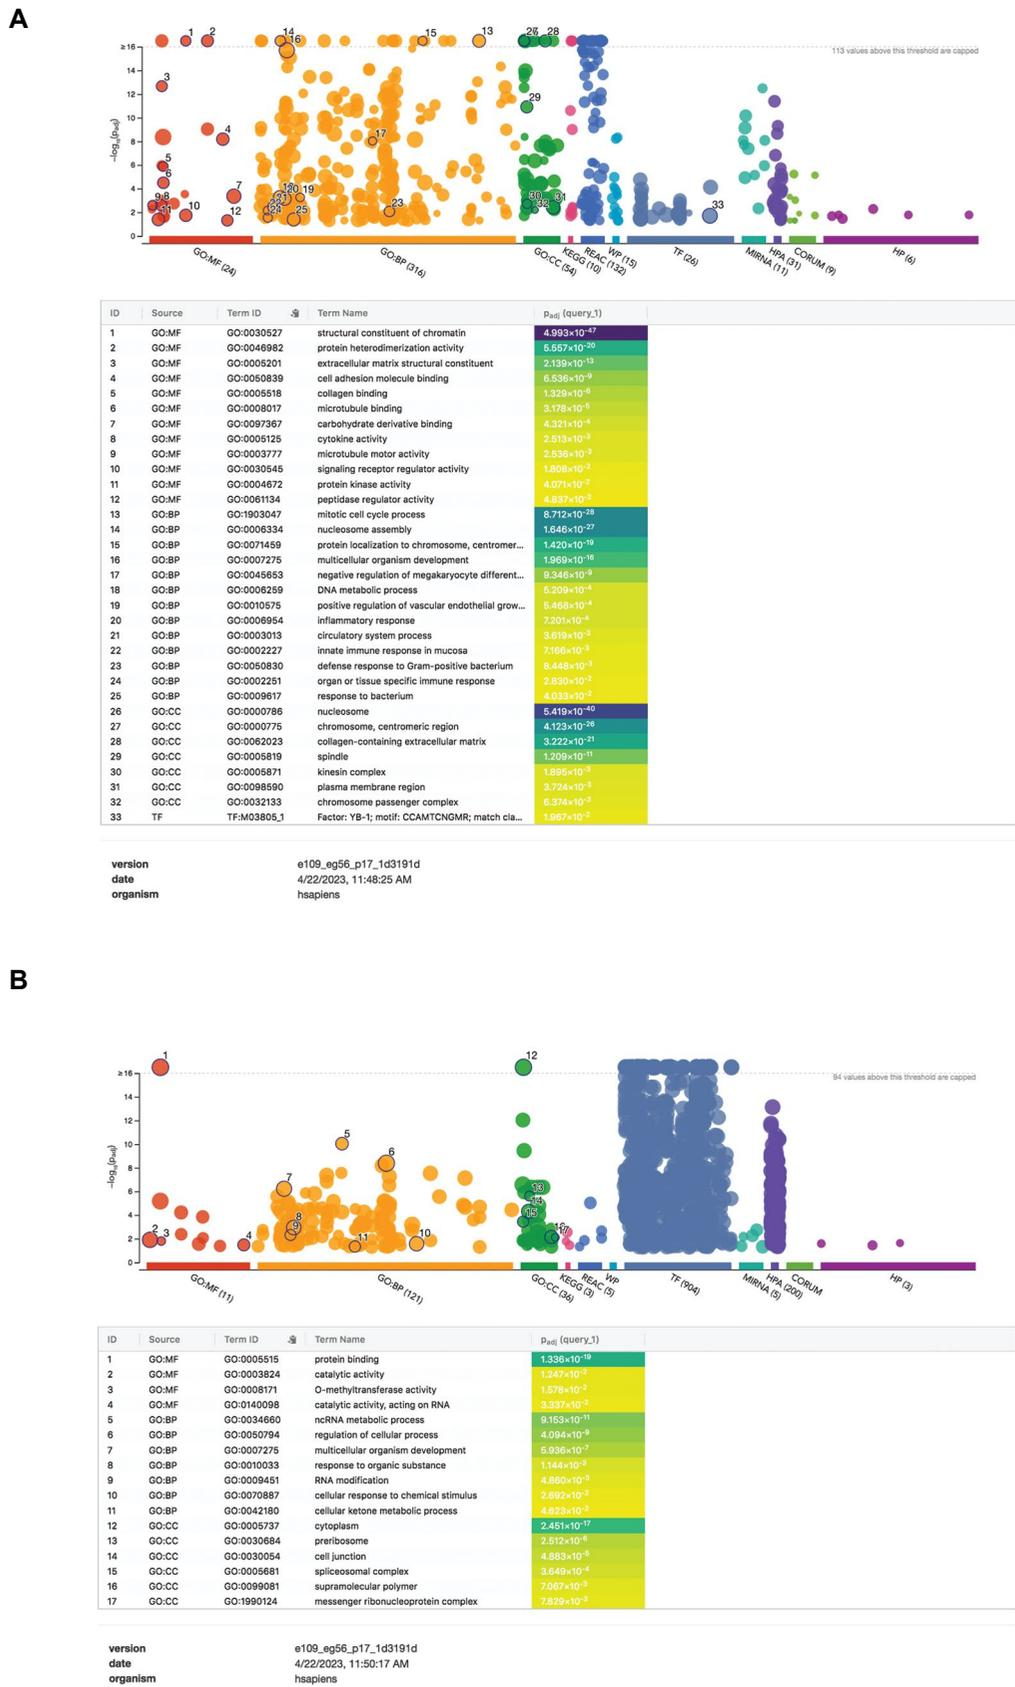 A
113 values above this threshold are capped
≥16
14
12
10
8
6
4
2
0
-log10(padj)
GO:MF (24)
GO:BP (316)
GO:CC (54)
KEGG (10)
REAC (132)
WP (15)
TF (26)
MIRNA (11)
HPA (31)
CORUM (9)
HP (6)
ID Source Term ID Term Name padj (query_1)
1 GO:MF GO:0030527 structural constituent of chromatin 4.993×10⁻⁴⁷
2 GO:MF GO:0046982 protein heterodimerization activity 5.557×10⁻²⁰
3 GO:MF GO:0005201 extracellular matrix structural constituent 2.139×10⁻¹³
4 GO:MF GO:0050839 cell adhesion molecule binding 6.536×10⁻⁹
5 GO:MF GO:0005518 collagen binding 1.329×10⁻⁶
6 GO:MF GO:0008017 microtubule binding 3.178×10⁻⁵
7 GO:MF GO:0097367 carbohydrate derivative binding 4.321×10⁻⁴
8 GO:MF GO:0005125 cytokine activity 2.513×10⁻³
9 GO:MF GO:0003777 microtubule motor activity 2.536×10⁻³
10 GO:MF GO:0030545 signaling receptor regulator activity 1.808×10⁻²
11 GO:MF GO:0004672 protein kinase activity 4.071×10⁻²
12 GO:MF GO:0061134 peptidase regulator activity 4.837×10⁻²
13 GO:BP GO:1903047 mitotic cell cycle process 8.712×10⁻²⁸
14 GO:BP GO:0006334 nucleosome assembly 1.646×10⁻²⁷
15 GO:BP GO:0071459 protein localization to chromosome, centromer... 1.420×10⁻¹⁹
16 GO:BP GO:0007275 multicellular organism development 1.969×10⁻¹⁶
17 GO:BP GO:0045653 negative regulation of megakaryocyte different... 9.346×10⁻⁹
18 GO:BP GO:0006259 DNA metabolic process 5.209×10⁻⁴
19 GO:BP GO:0010575 positive regulation of vascular endothelial grow... 5.468×10⁻⁴
20 GO:BP GO:0006954 inflammatory response 7.201×10⁻⁴
21 GO:BP GO:0003013 circulatory system process 3.619×10⁻³
22 GO:BP GO:0002227 innate immune response in mucosa 7.166×10⁻³
23 GO:BP GO:0050830 defense response to Gram-positive bacterium 8.448×10⁻³
24 GO:BP GO:0002251 organ or tissue specific immune response 2.830×10⁻²
25 GO:BP GO:0009617 response to bacterium 4.033×10⁻²
26 GO:CC GO:0000786 nucleosome 5.419×10⁻⁴⁰
27 GO:CC GO:0000775 chromosome, centromeric region 4.123×10⁻²⁶
28 GO:CC GO:0062023 collagen-containing extracellular matrix 3.222×10⁻²¹
29 GO:CC GO:0005819 spindle 1.209×10⁻¹¹
30 GO:CC GO:0005871 kinesin complex 1.895×10⁻³
31 GO:CC GO:0098590 plasma membrane region 3.724×10⁻³
32 GO:CC GO:0032133 chromosome passenger complex 6.374×10⁻³
33 TF TF:M03805_1 Factor: YB-1; motif: CCAMTCNGMR; match cla... 1.967×10⁻²
version e109_eg56_p17_1d3191d
date 4/22/2023, 11:48:25 AM
organism hsapiens
B
94 values above this threshold are capped
≥16
14
12
10
8
6
4
2
0
-log10(padj)
GO:MF (11)
GO:BP (121)
GO:CC (36)
KEGG (3)
REAC (5)
WP
TF (904)
MIRNA (5)
HPA (200)
CORUM
HP (3)
ID Source Term ID Term Name padj (query_1)
1 GO:MF GO:0005515 protein binding 1.336×10⁻¹⁹
2 GO:MF GO:0003824 catalytic activity 1.247×10⁻²
3 GO:MF GO:0008171 O-methyltransferase activity 1.578×10⁻²
4 GO:MF GO:0140098 catalytic activity, acting on RNA 3.337×10⁻²
5 GO:BP GO:0034660 ncRNA metabolic process 9.153×10⁻¹¹
6 GO:BP GO:0050794 regulation of cellular process 4.094×10⁻⁹
7 GO:BP GO:0007275 multicellular organism development 5.936×10⁻⁷
8 GO:BP GO:0010033 response to organic substance 1.144×10⁻³
9 GO:BP GO:0009451 RNA modification 4.860×10⁻³
10 GO:BP GO:0070887 cellular response to chemical stimulus 2.692×10⁻²
11 GO:BP GO:0042180 cellular ketone metabolic process 4.623×10⁻²
12 GO:CC GO:0005737 cytoplasm 2.451×10⁻¹⁷
13 GO:CC GO:0030684 preribosome 2.512×10⁻⁶
14 GO:CC GO:0030054 cell junction 4.883×10⁻⁵
15 GO:CC GO:0005681 spliceosomal complex 3.649×10⁻⁴
16 GO:CC GO:0099081 supramolecular polymer 7.067×10⁻³
17 GO:CC GO:1990124 messenger ribonucleoprotein complex 7.829×10⁻³
version e109_eg56_p17_1d3191d
date 4/22/2023, 11:50:17 AM
organism hsapiens